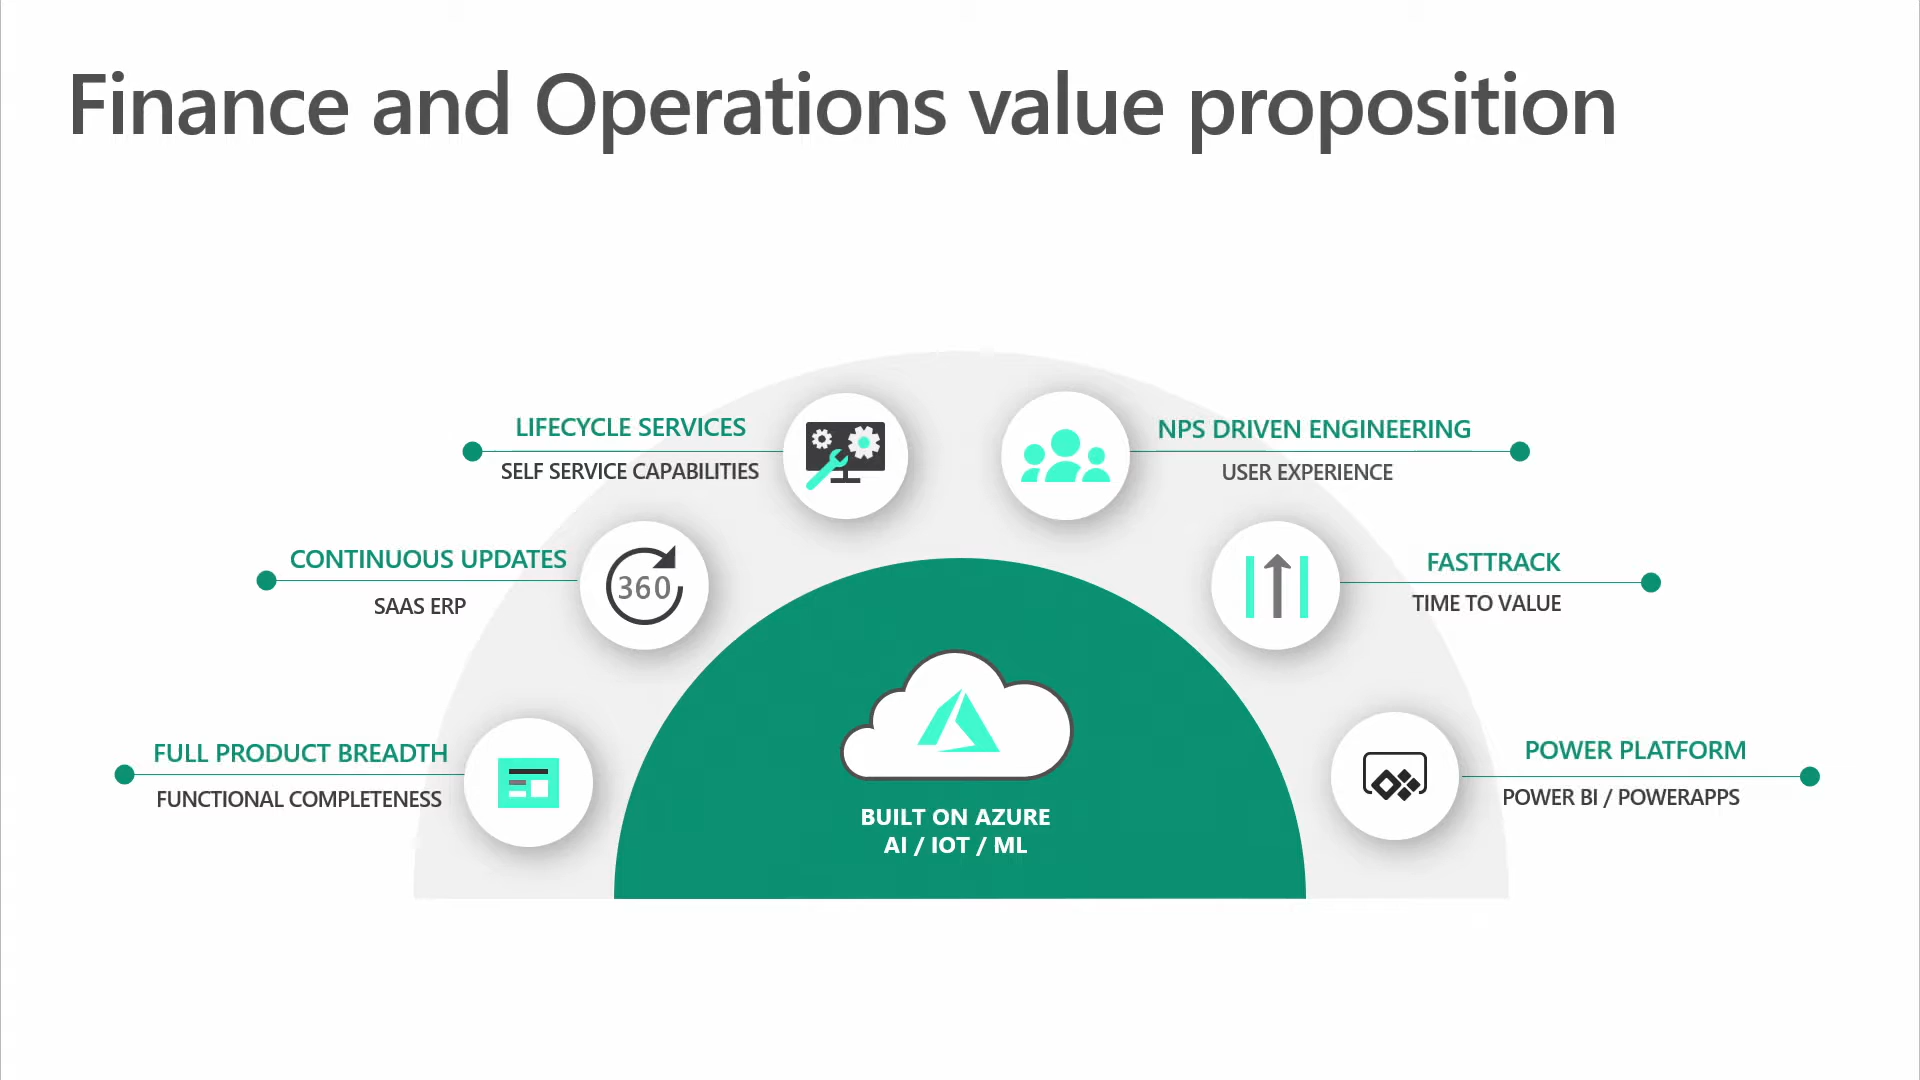 Finance and Operations value proposition
LIFECYCLE SERVICES
SELF SERVICE CAPABILITIES
NPS DRIVEN ENGINEERING
USER EXPERIENCE
CONTINUOUS UPDATES
SAAS ERP
360
FASTTRACK
TIME TO VALUE
FULL PRODUCT BREADTH
FUNCTIONAL COMPLETENESS
POWER PLATFORM
POWER BI / POWERAPPS
BUILT ON AZURE
AI / IOT / ML